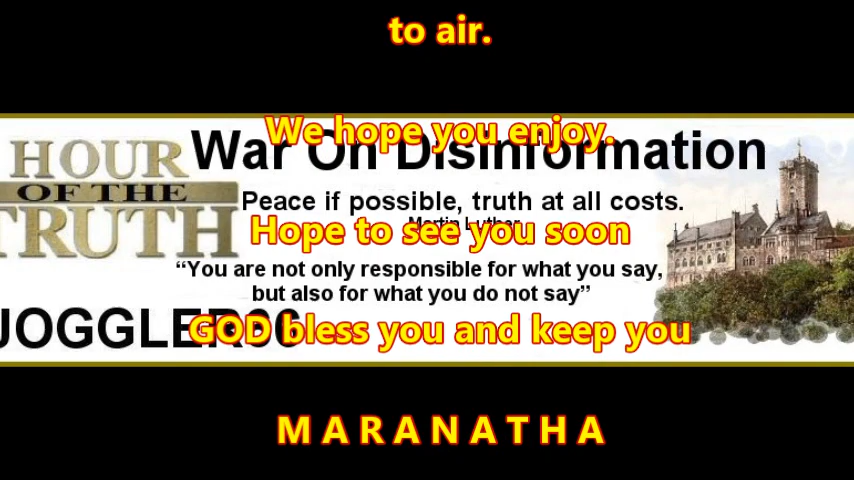 to air.
We hope you enjoy.
HOUR
OF THE
TRUTH
War On Disinformation
Peace if possible, truth at all costs.
Martin Luther
Hope to see you soon
“You are not only responsible for what you say,
but also for what you do not say”
JOGGLER66
GOD bless you and keep you
M A R A N A T H A